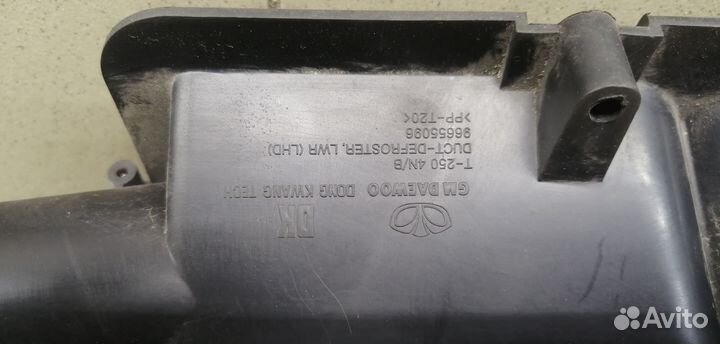 DK
GM DAEWOO DONG KWANG TECH
T-250 4N/B
DUCT-DEFROSTER, LWR (LHD)
96655096
>PP-T20<
Avito